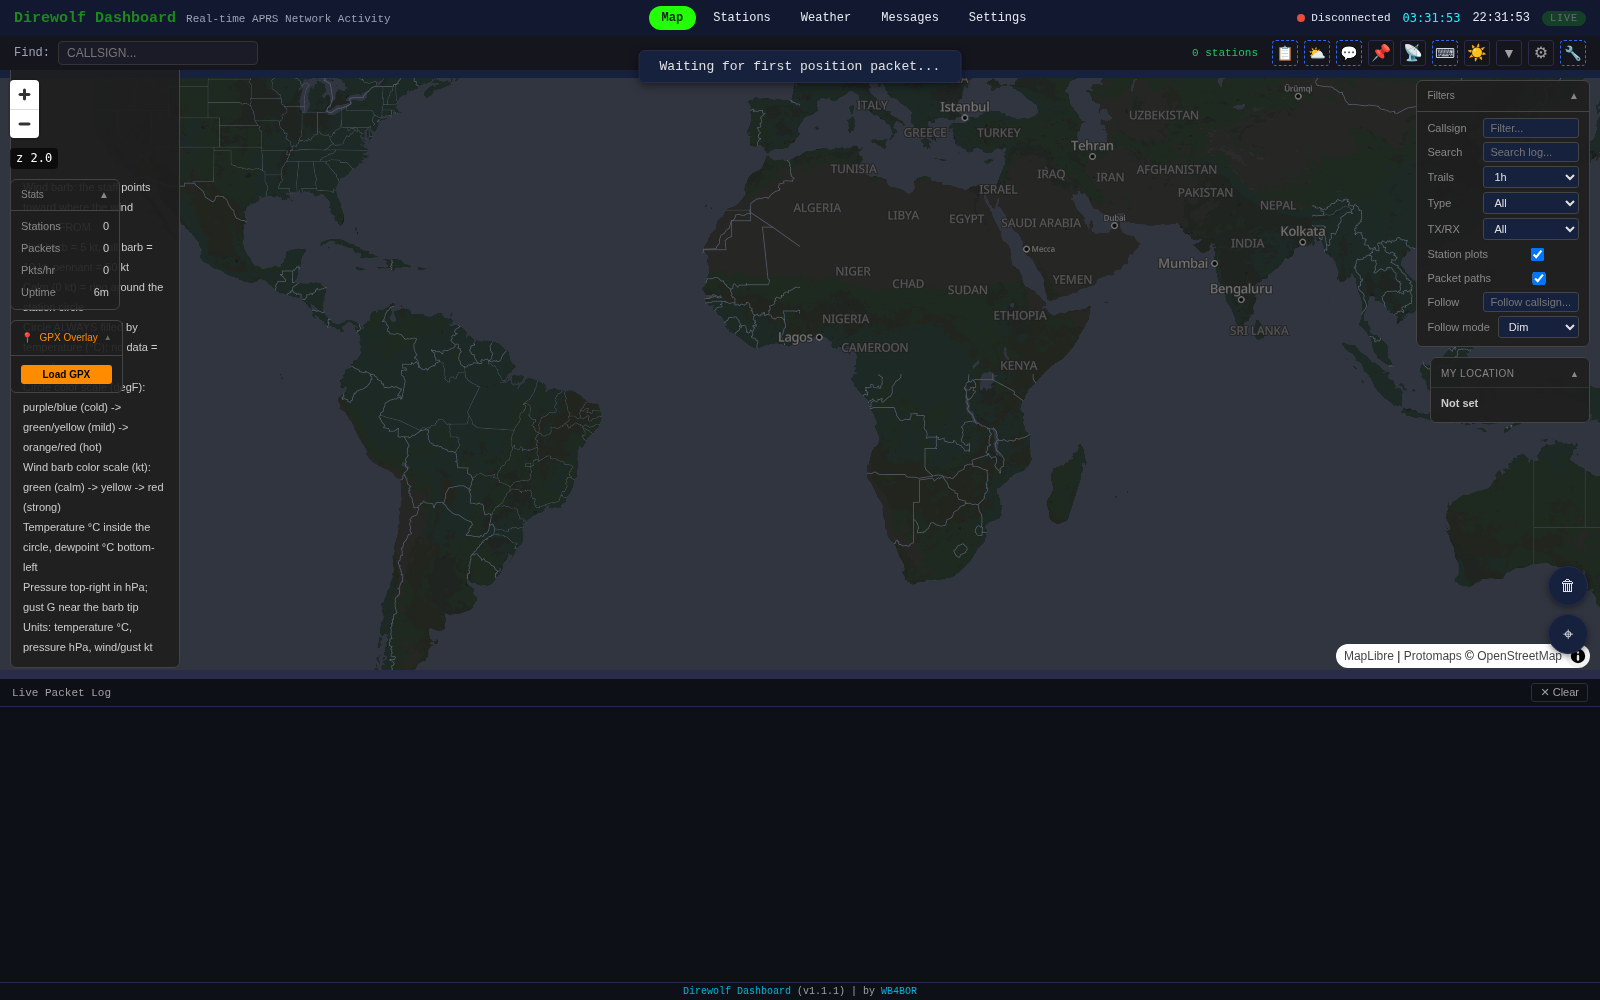 Direwolf Dashboard Real-time APRS Network Activity
Map Stations Weather Messages Settings
Disconnected 03:31:53 22:31:53 LIVE
Find: CALLSIGN...
0 stations
Waiting for first position packet...
z 2.0
Stats
Stations 0
Packets 0
Pkts/hr 0
Uptime 6m
GPX Overlay
Load GPX
points
barb =
around the
by
data =
purple/blue (cold) ->
green/yellow (mild) ->
orange/red (hot)
Wind barb color scale (kt):
green (calm) -> yellow -> red
(strong)
Temperature °C inside the
circle, dewpoint °C bottom-
left
Pressure top-right in hPa;
gust G near the barb tip
Units: temperature °C,
pressure hPa, wind/gust kt
ITALY
Istanbul
GREECE
TURKEY
UZBEKISTAN
Ürümqi
Tehran
TUNISIA
IRAQ
IRAN
AFGHANISTAN
PAKISTAN
ISRAEL
NEPAL
ALGERIA
LIBYA
EGYPT
SAUDI ARABIA
Dubai
Kolkata
Mecca
INDIA
Mumbai
NIGER
CHAD
SUDAN
YEMEN
Bengaluru
NIGERIA
ETHIOPIA
SRI LANKA
Lagos
CAMEROON
KENYA
Filters
Callsign Filter...
Search Search log...
Trails 1h
Type All
TX/RX All
Station plots
Packet paths
Follow Follow callsign...
Follow mode Dim
MY LOCATION
Not set
MapLibre | Protomaps © OpenStreetMap
Live Packet Log
✕ Clear
Direwolf Dashboard (v1.1.1) | by WB4BOR